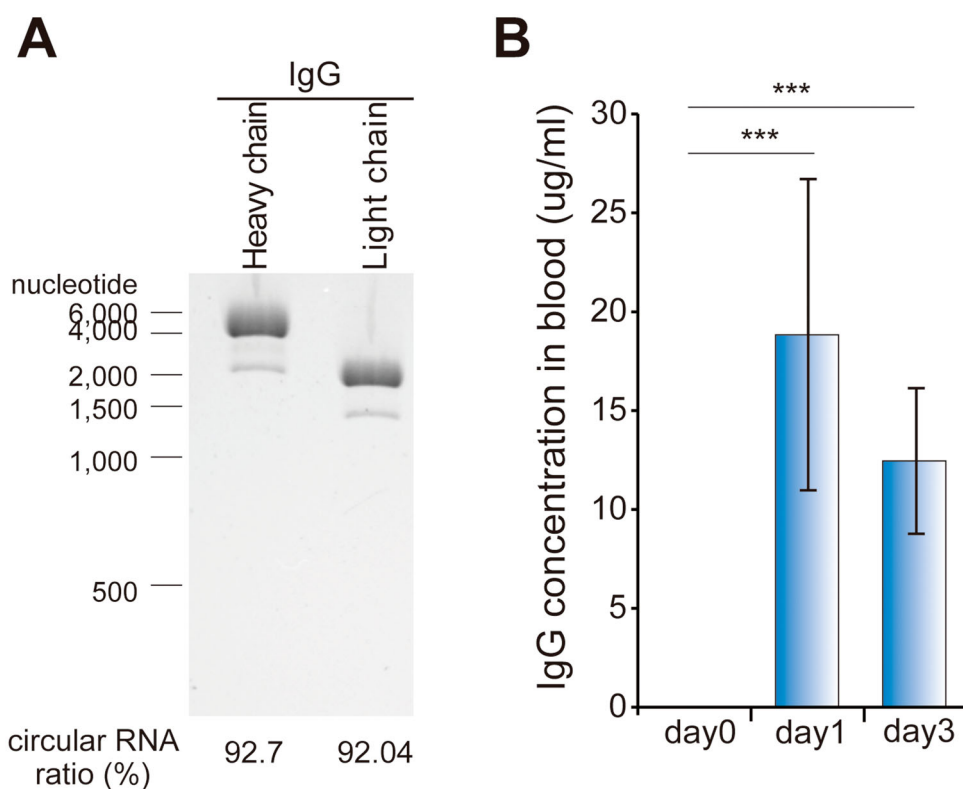 A
IgG
Heavy chain
Light chain
nucleotide
6,000
4,000
2,000
1,500
1,000
500
circular RNA
ratio (%)
92.7
92.04
B
IgG concentration in blood (ug/ml)
30
25
20
15
10
5
0
***
***
day0
day1
day3